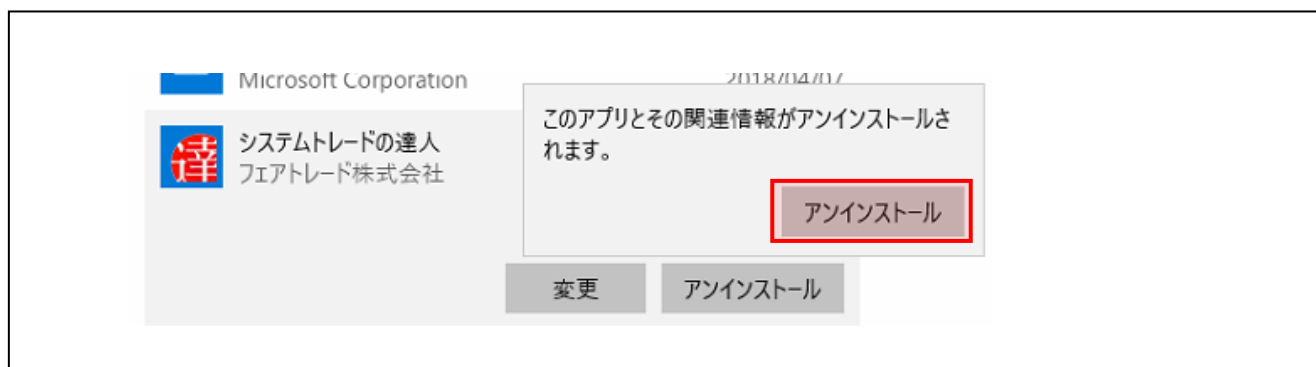 Microsoft Corporation
2018/04/07
このアプリとその関連情報がアンインストールさ
れます。
達
システムトレードの達人
フェアトレード株式会社
アンインストール
変更
アンインストール